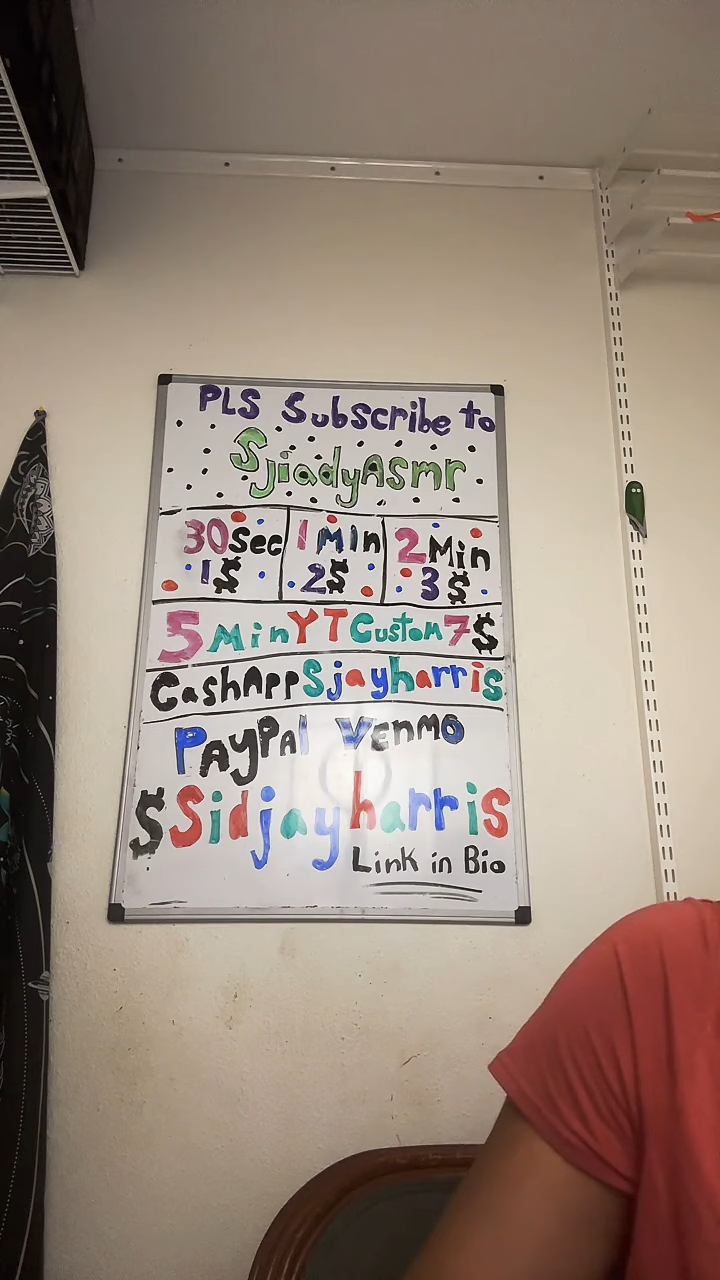 PLS Subscribe to
SjiadyAsmr
30Sec 1Min 2Min
1$ 2$ 3$
5MinYTCustom7$
CashAppSjayharris
PayPal Venmo
$Sidjayharris
Link in Bio